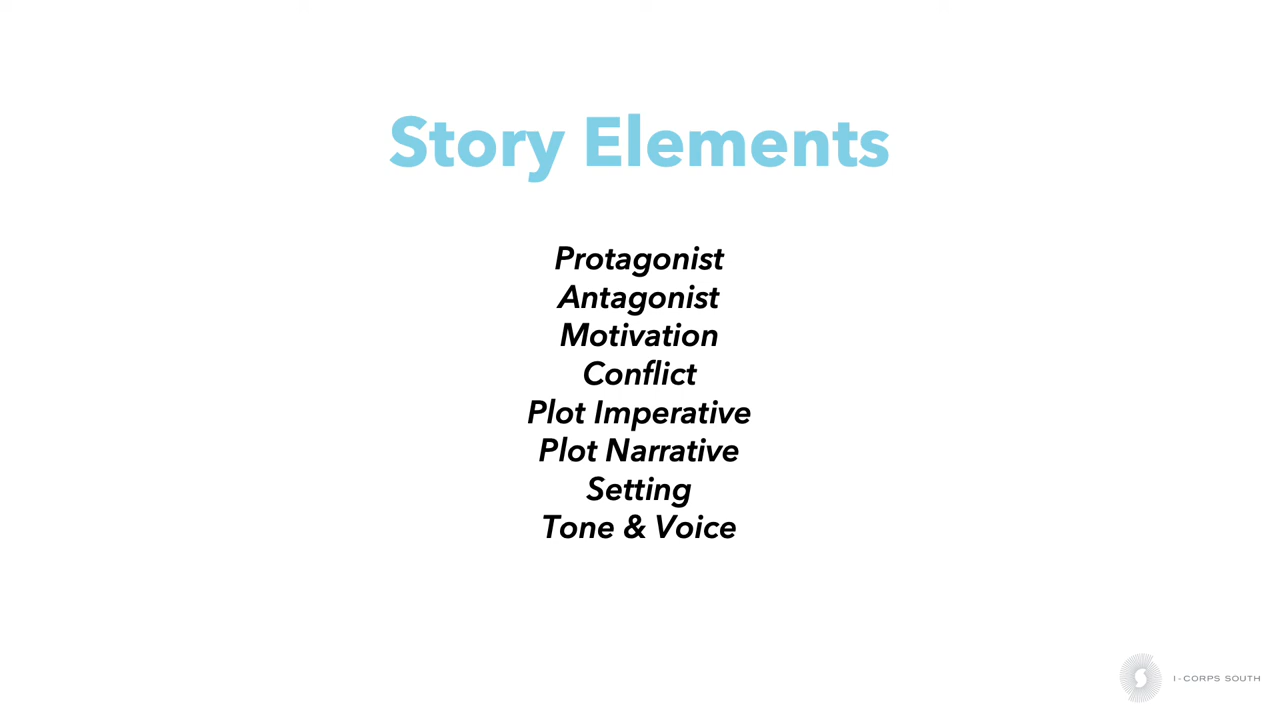 Story Elements
Protagonist
Antagonist
Motivation
Conflict
Plot Imperative
Plot Narrative
Setting
Tone & Voice
I-CORPS SOUTH